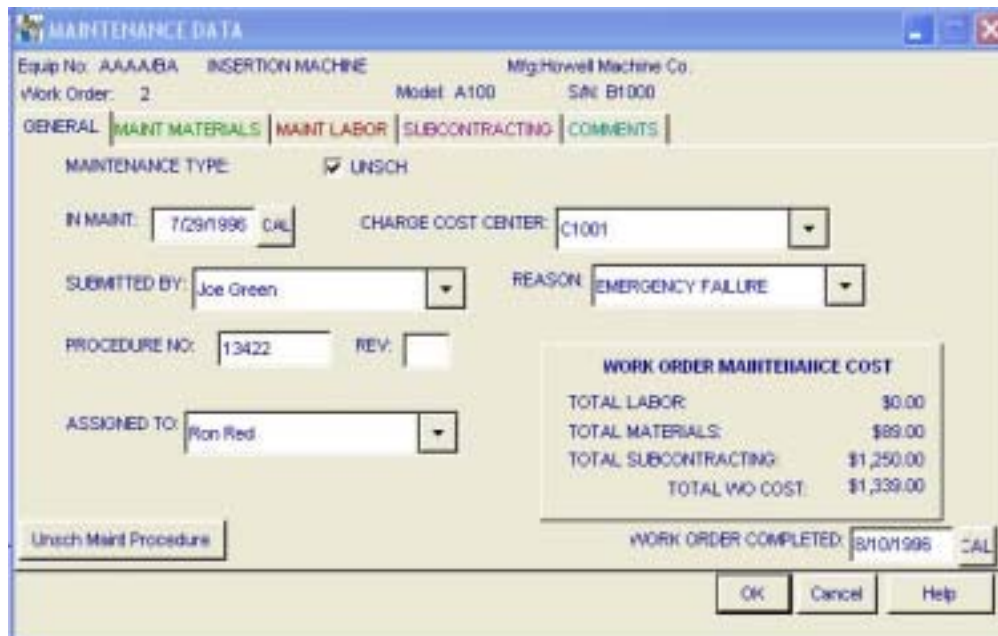 MAINTENANCE DATA
Equip No: AAAA/BA INSERTION MACHINE Mfg:Howell Machine Co.
Work Order: 2 Model: A100 S/N: B1000
GENERAL MAINT MATERIALS MAINT LABOR SUBCONTRACTING COMMENTS
MAINTENANCE TYPE: UNSCH
IN MAINT: 7/29/1996 CAL CHARGE COST CENTER: C1001
SUBMITTED BY: Joe Green REASON: EMERGENCY FAILURE
PROCEDURE NO: 13422 REV:
WORK ORDER MAINTENANCE COST
TOTAL LABOR: $0.00
ASSIGNED TO: Ron Red
TOTAL MATERIALS: $89.00
TOTAL SUBCONTRACTING: $1,250.00
TOTAL WO COST: $1,339.00
Unsch Maint Procedure WORK ORDER COMPLETED: 8/10/1996 CAL
OK Cancel Help